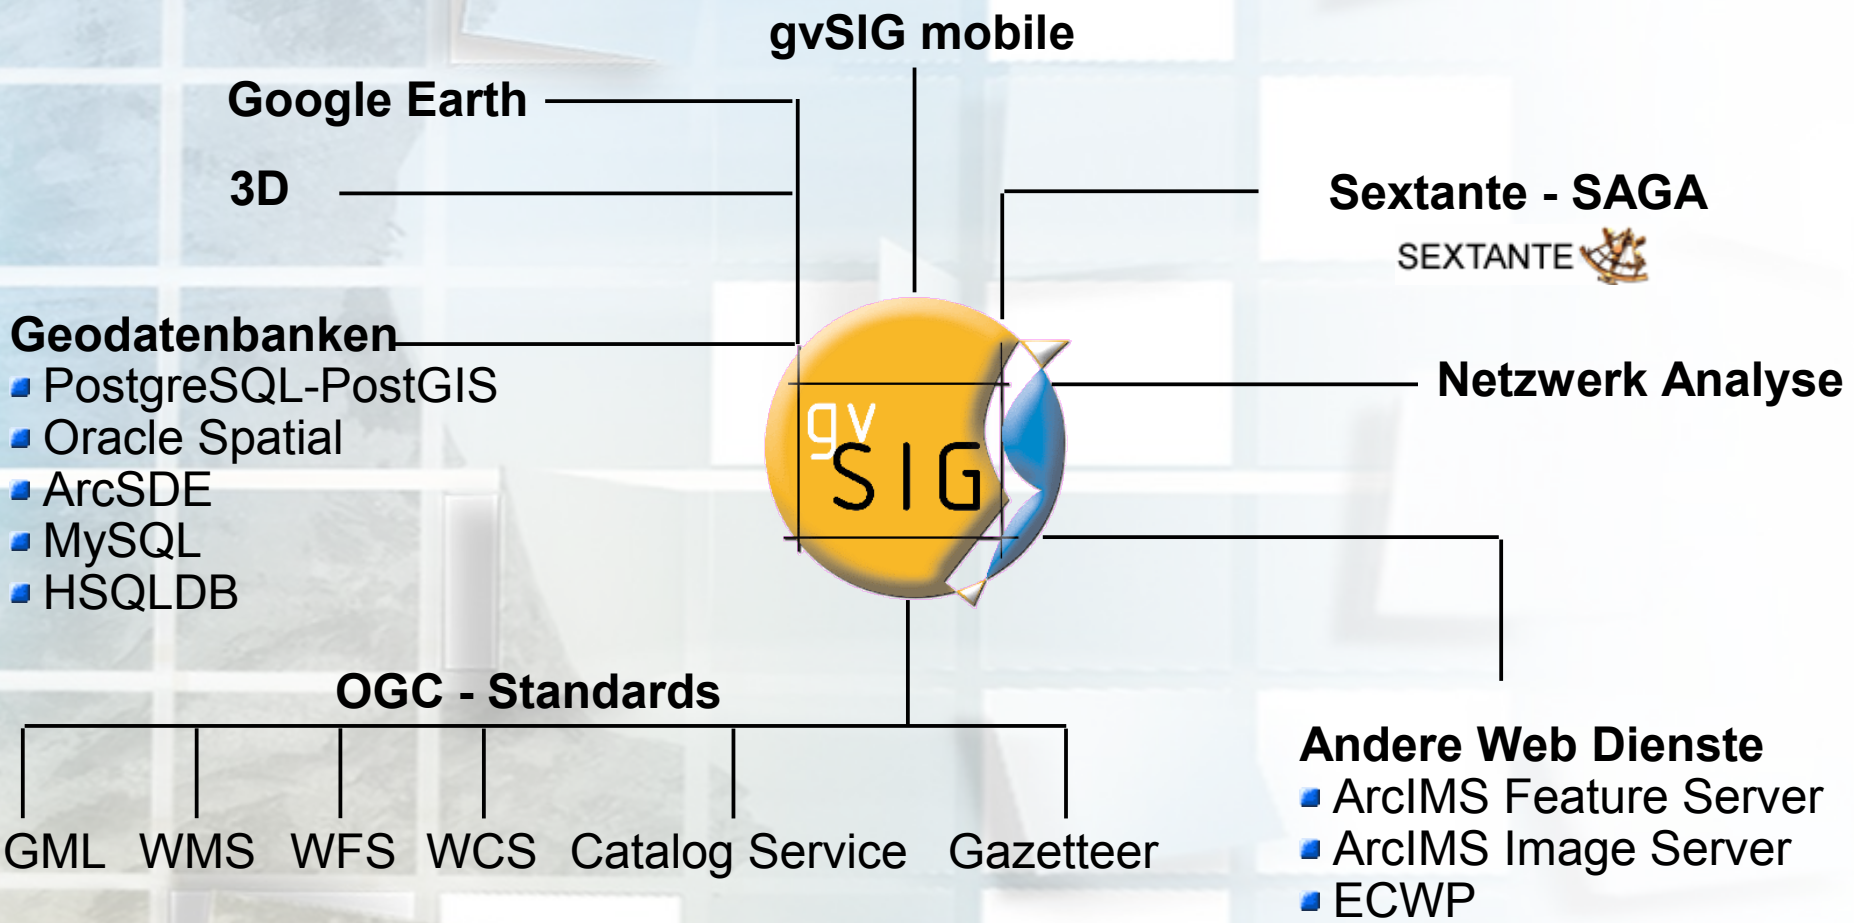 gvSIG mobile
Google Earth
3D
Sextante - SAGA
SEXTANTE
Geodatenbanken
PostgreSQL-PostGIS
Oracle Spatial
ArcSDE
MySQL
HSQLDB
Netzwerk Analyse
gv
SIG
OGC - Standards
GML WMS WFS WCS Catalog Service Gazetteer
Andere Web Dienste
ArcIMS Feature Server
ArcIMS Image Server
ECWP